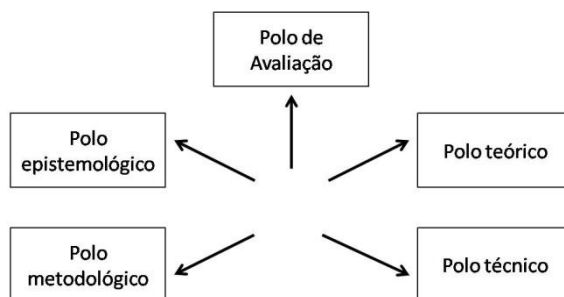 Polo de
Avaliação
Polo
epistemológico
Polo teórico
Polo
metodológico
Polo técnico